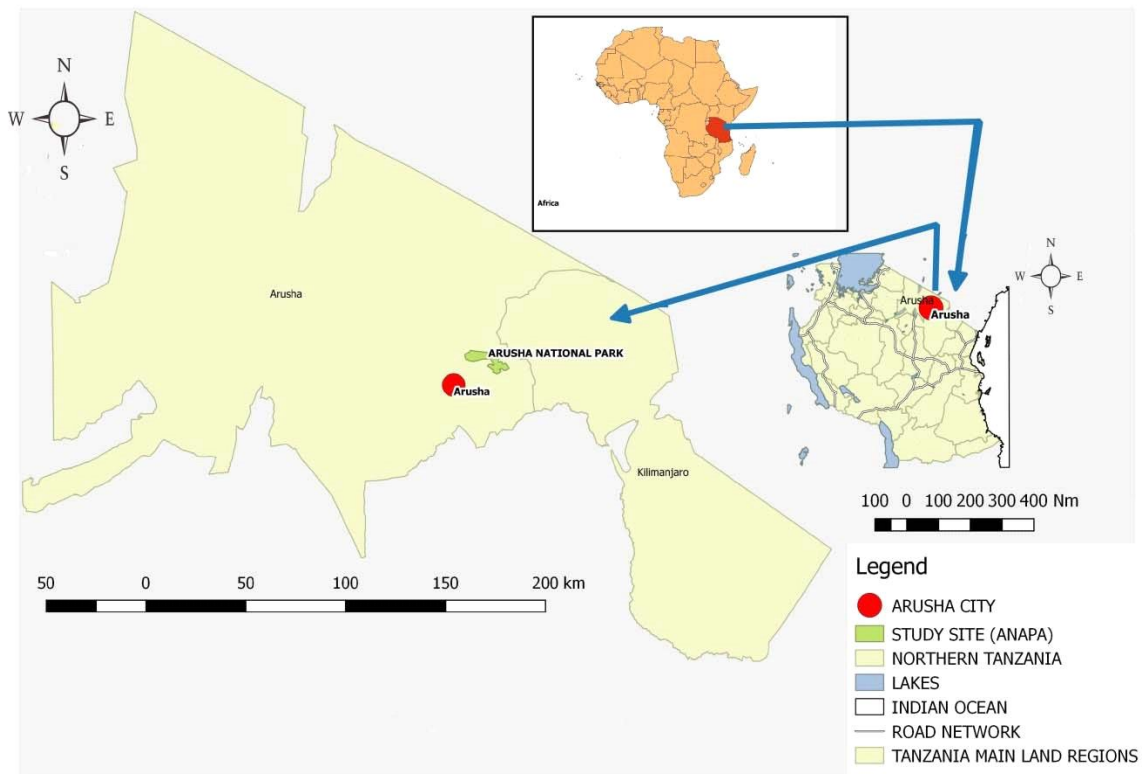 N
W E
S
Africa
N
W E
S
Arusha
Arusha
Arusha
ARUSHA NATIONAL PARK
Arusha
Kilimanjaro
100 0 100 200 300 400 Nm
50 0 50 100 150 200 km
Legend
ARUSHA CITY
STUDY SITE (ANAPA)
NORTHERN TANZANIA
LAKES
INDIAN OCEAN
ROAD NETWORK
TANZANIA MAIN LAND REGIONS